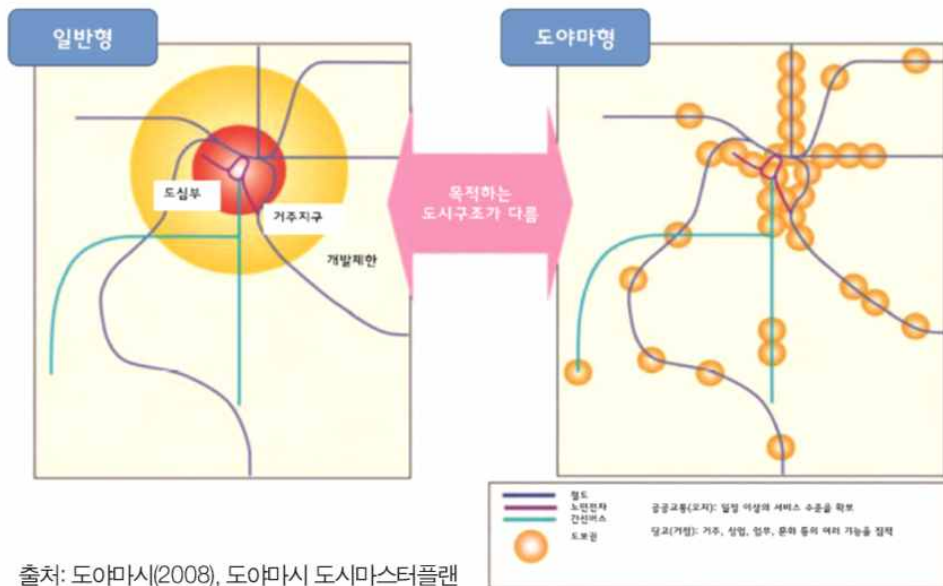 일반형
도야마형
도심부
거주지구
개발제한
목적하는
도시구조가 다름
철도
노면전차
간선버스
도보권
공공교통(꼬치): 일정 이상의 서비스 수준을 확보
당고(거점): 거주, 상업, 업무, 문화 등의 여러 기능을 집적
출처: 도야마시(2008), 도야마시 도시마스터플랜